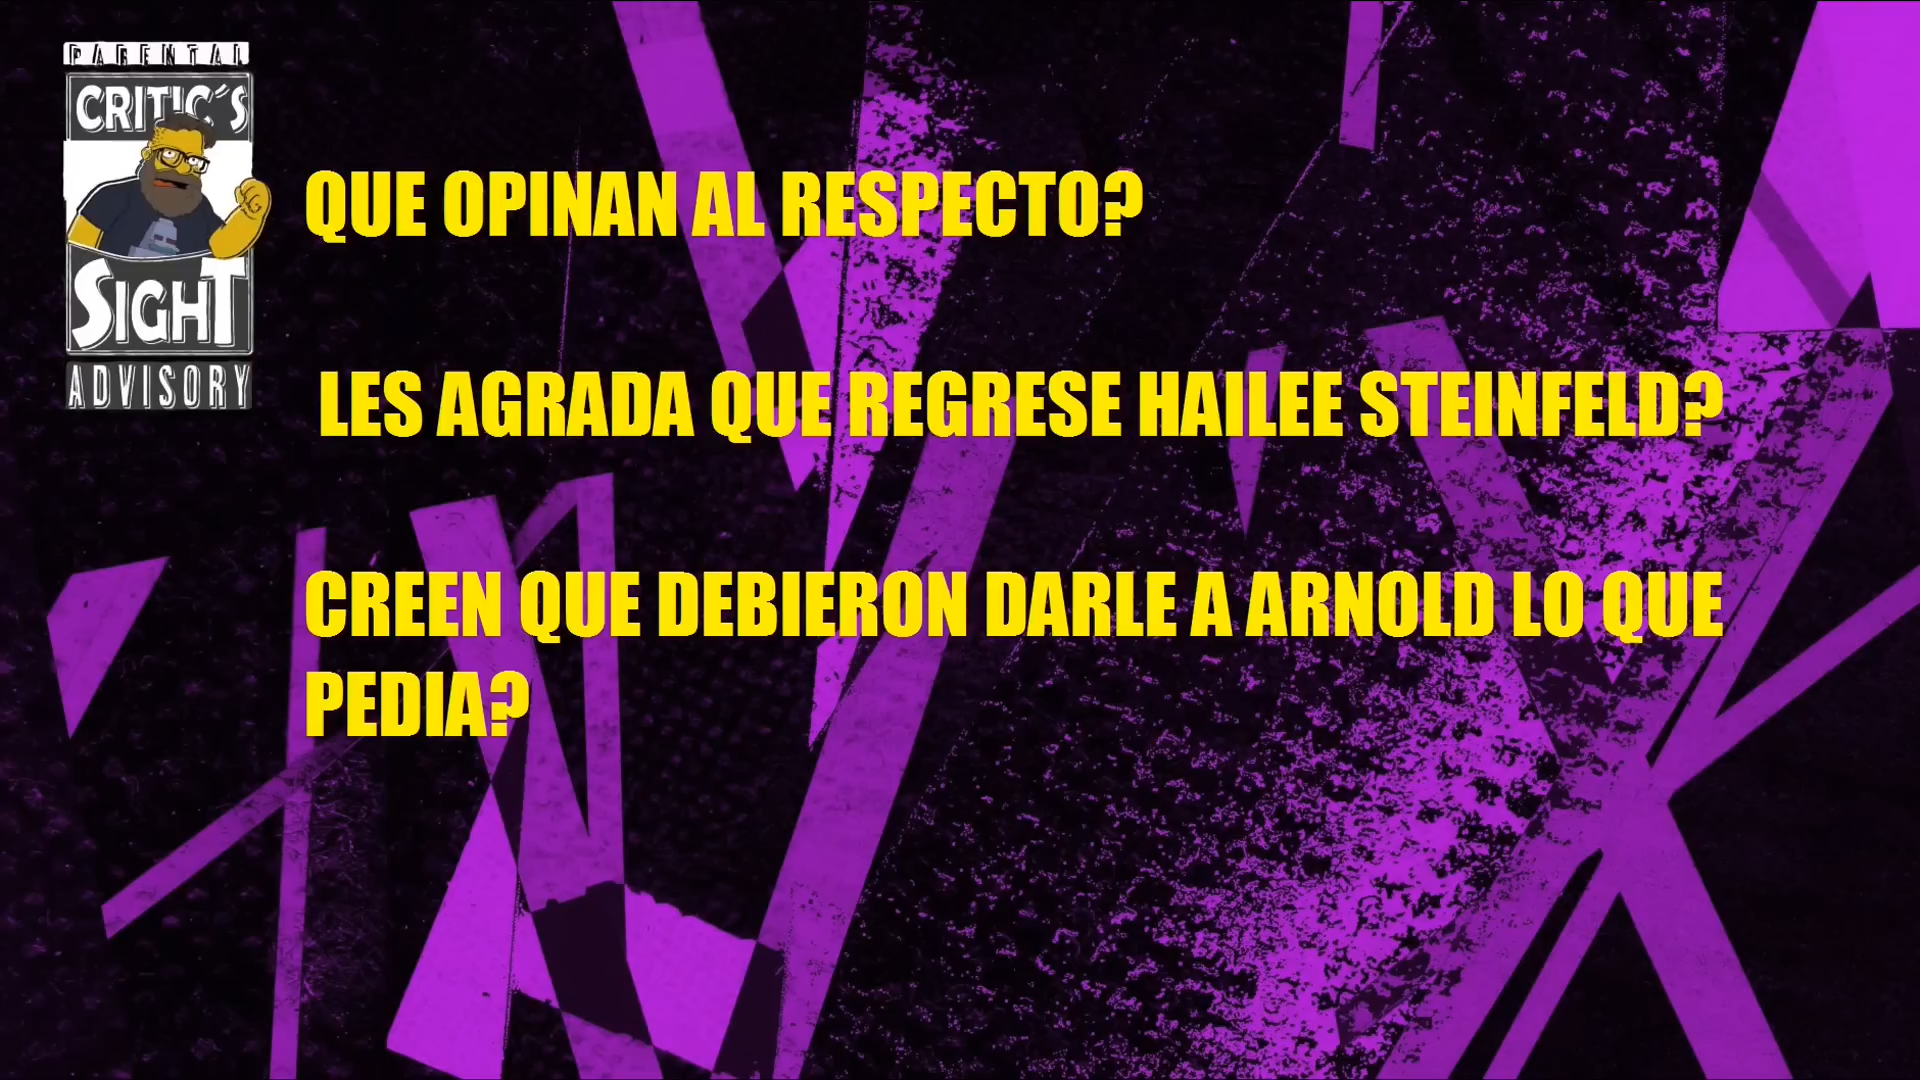 PARENTAL
CRITIC´S
SIGHT
ADVISORY
QUE OPINAN AL RESPECTO?
LES AGRADA QUE REGRESE HAILEE STEINFELD?
CREEN QUE DEBIERON DARLE A ARNOLD LO QUE
PEDIA?